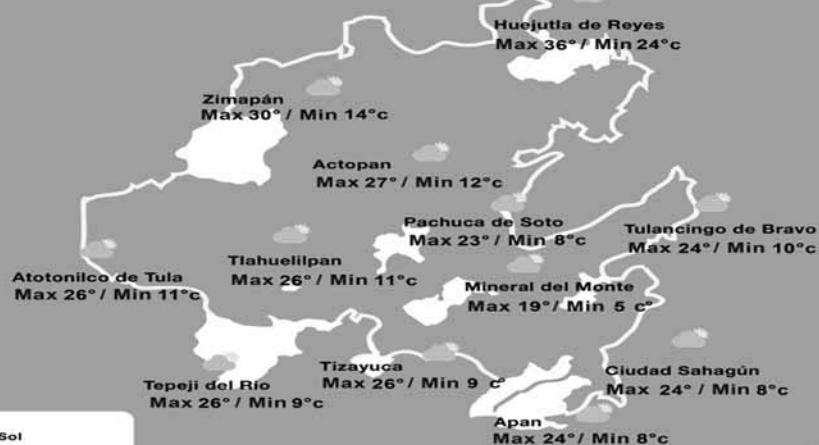 Huejutla de Reyes
Max 36° / Min 24°c
Zimapán
Max 30° / Min 14°c
Actopan
Max 27° / Min 12°c
Pachuca de Soto
Max 23° / Min 8°c
Tulancingo de Bravo
Max 24° / Min 10°c
Tlahuelilpan
Max 26° / Min 11°c
Atotonilco de Tula
Max 26° / Min 11°c
Mineral del Monte
Max 19° / Min 5 c°
Tizayuca
Max 26° / Min 9 c°
Ciudad Sahagún
Max 24° / Min 8°c
Tepeji del Río
Max 26° / Min 9°c
Apan
Max 24° / Min 8°c
Sol